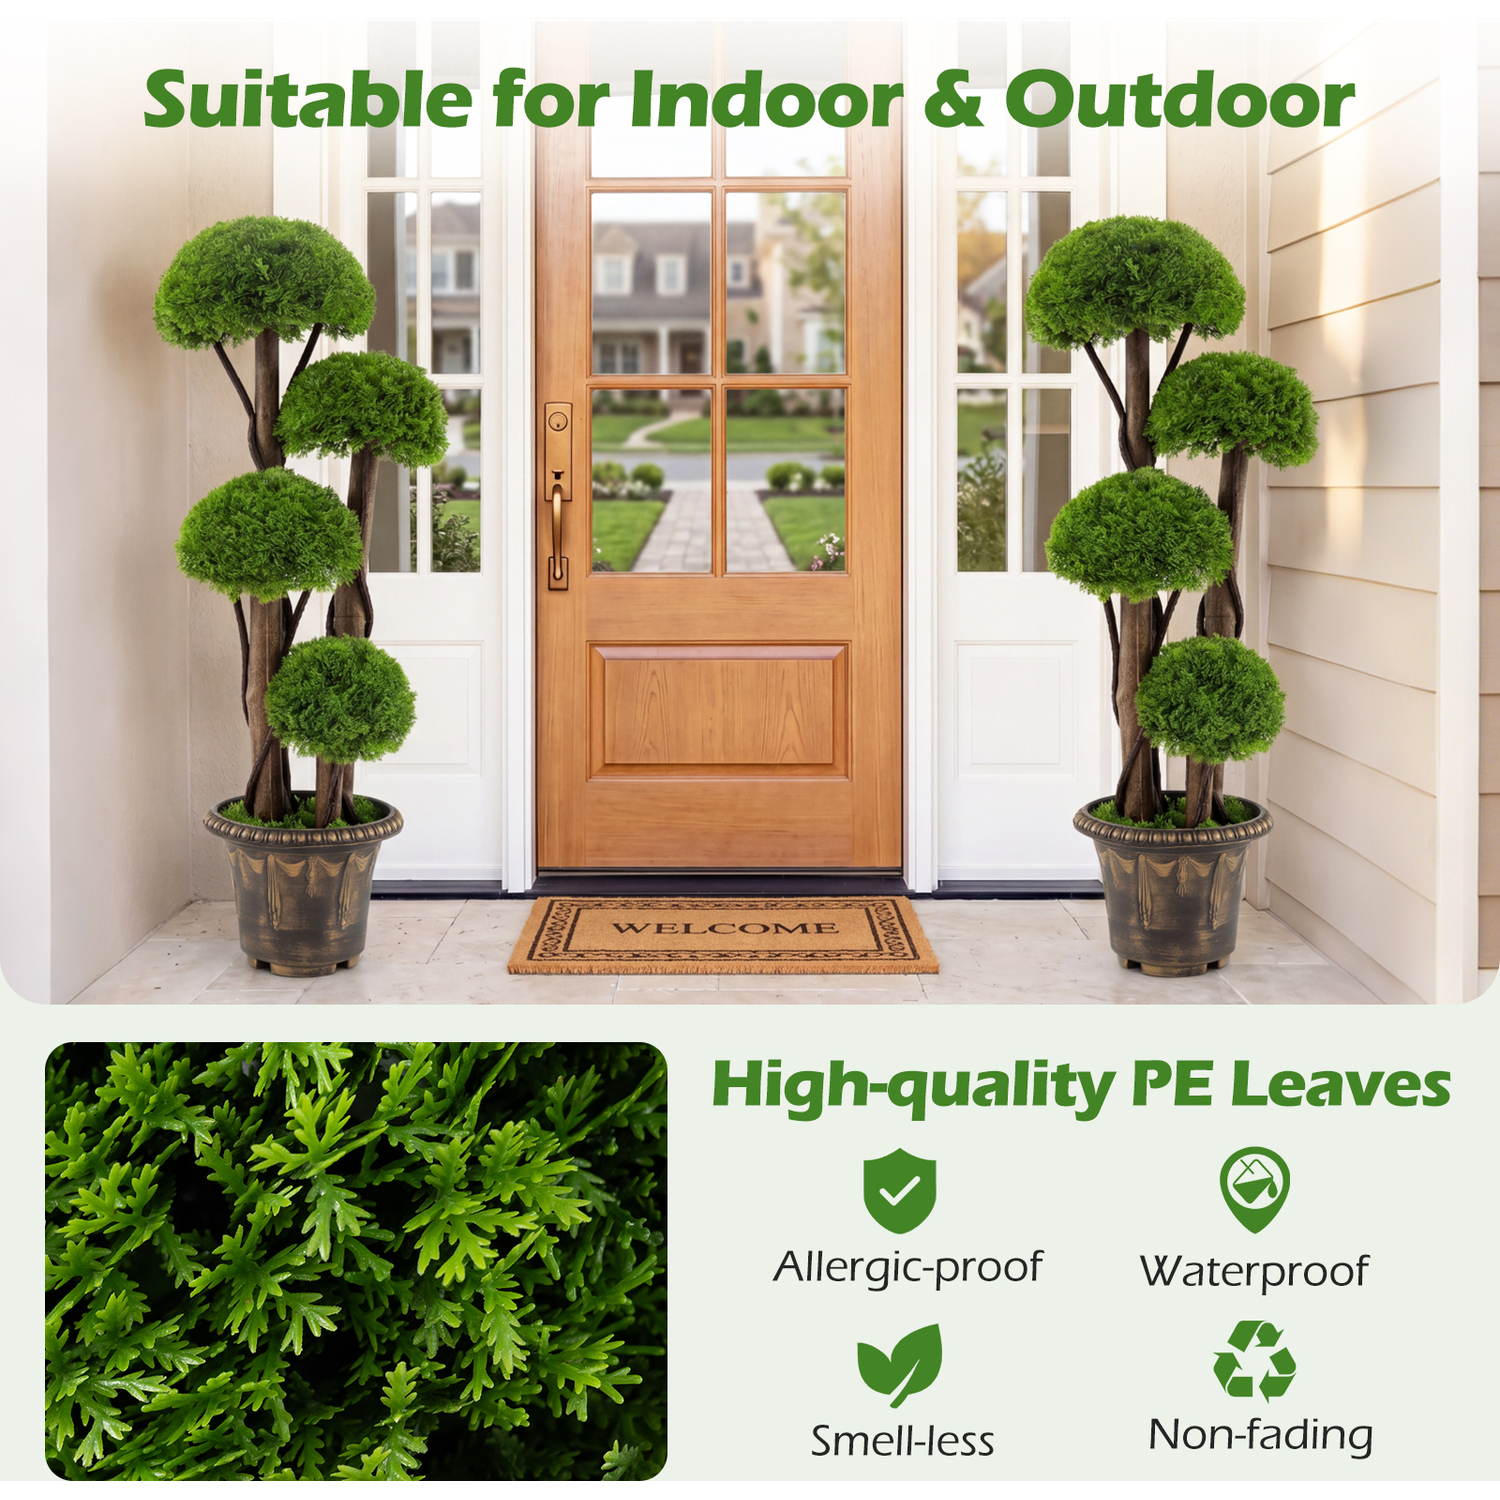 Suitable for Indoor & Outdoor
WELCOME
High-quality PE Leaves
Allergic-proof
Waterproof
Smell-less
Non-fading